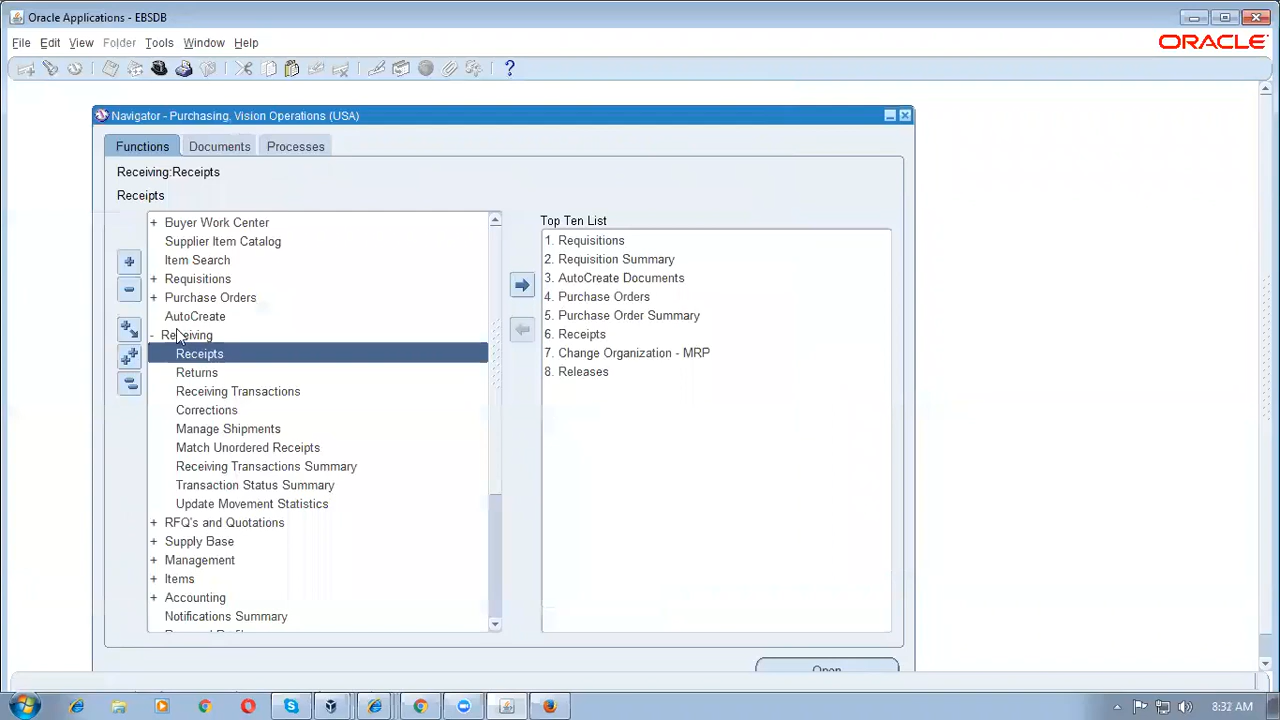 Oracle Applications - EBSDB
File Edit View Folder Tools Window Help
ORACLE
?
Navigator - Purchasing, Vision Operations (USA)
Functions Documents Processes
Receiving:Receipts
Receipts
+ Buyer Work Center
Supplier Item Catalog
Item Search
+ Requisitions
+ Purchase Orders
AutoCreate
- Receiving
Receipts
Returns
Receiving Transactions
Corrections
Manage Shipments
Match Unordered Receipts
Receiving Transactions Summary
Transaction Status Summary
Update Movement Statistics
+ RFQ's and Quotations
+ Supply Base
+ Management
+ Items
+ Accounting
Notifications Summary
Top Ten List
1. Requisitions
2. Requisition Summary
3. AutoCreate Documents
4. Purchase Orders
5. Purchase Order Summary
6. Receipts
7. Change Organization - MRP
8. Releases
Open
8:32 AM